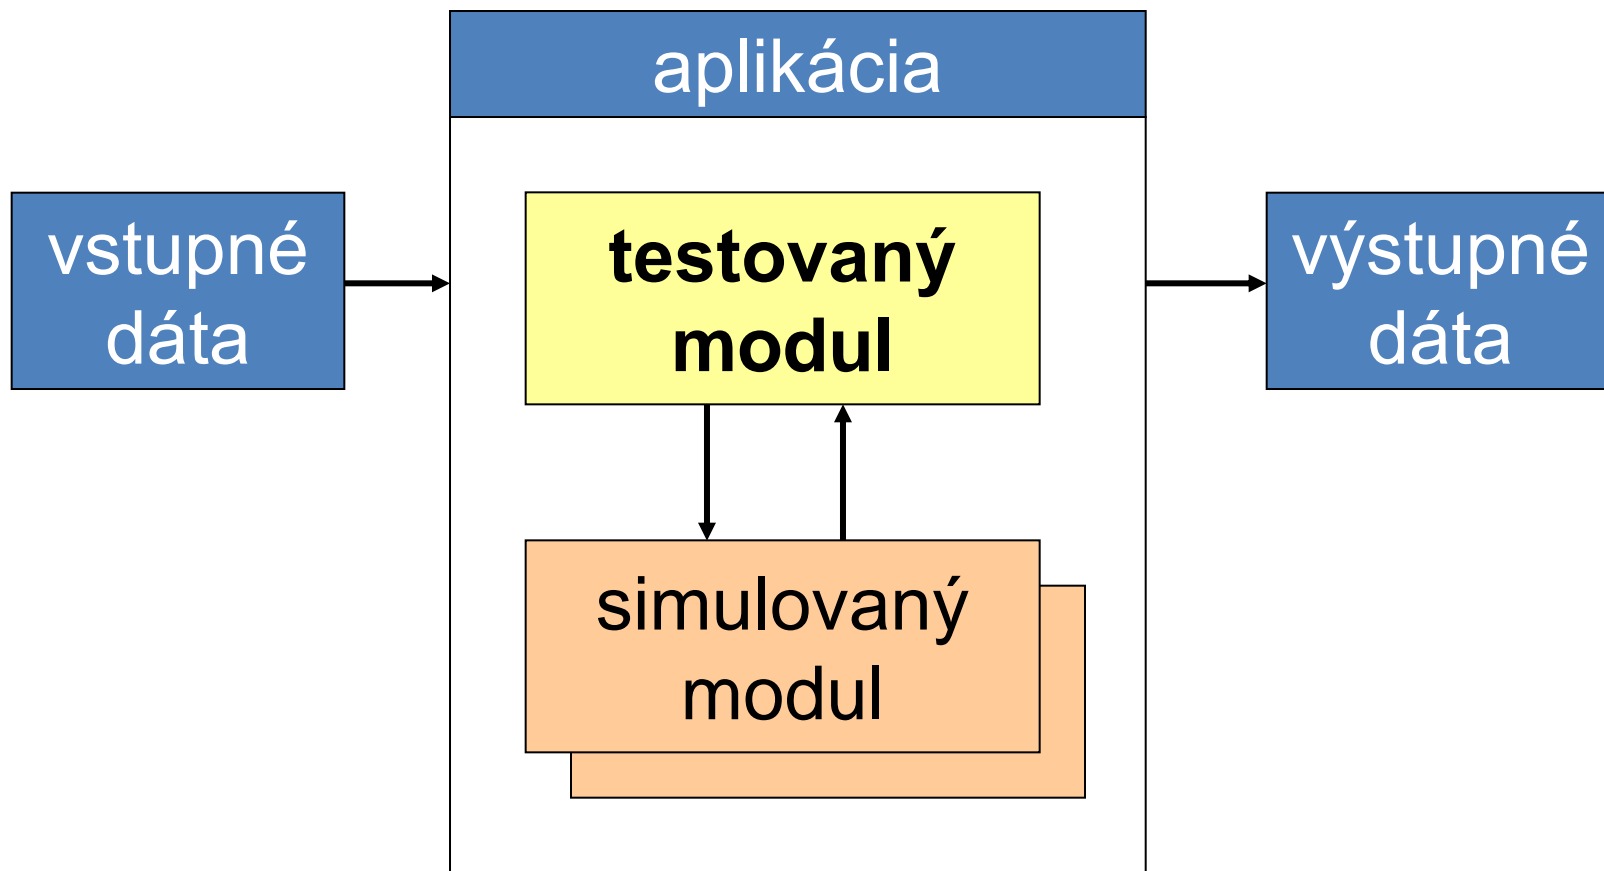 aplikácia
vstupné
dáta
testovaný
modul
výstupné
dáta
simulovaný
modul